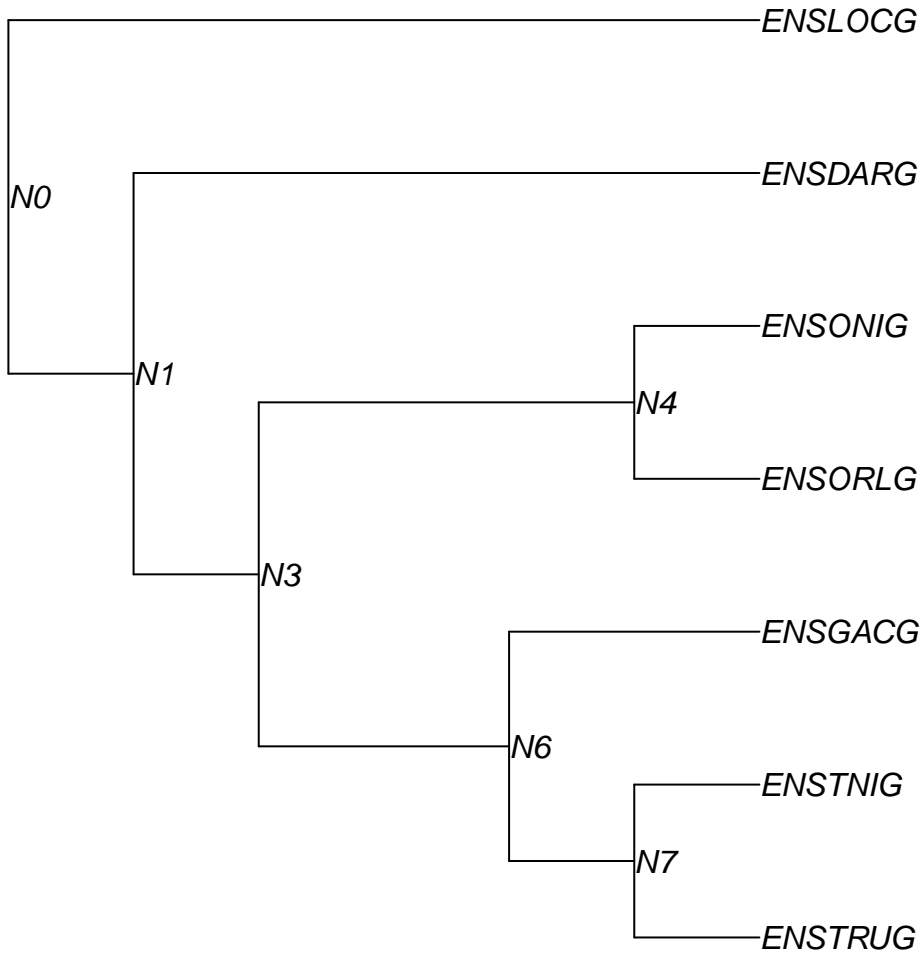 ENSLOCG
ENSDARG
N0
ENSONIG
N1
N4
ENSORLG
N3
ENSGACG
N6
ENSTNIG
N7
ENSTRUG